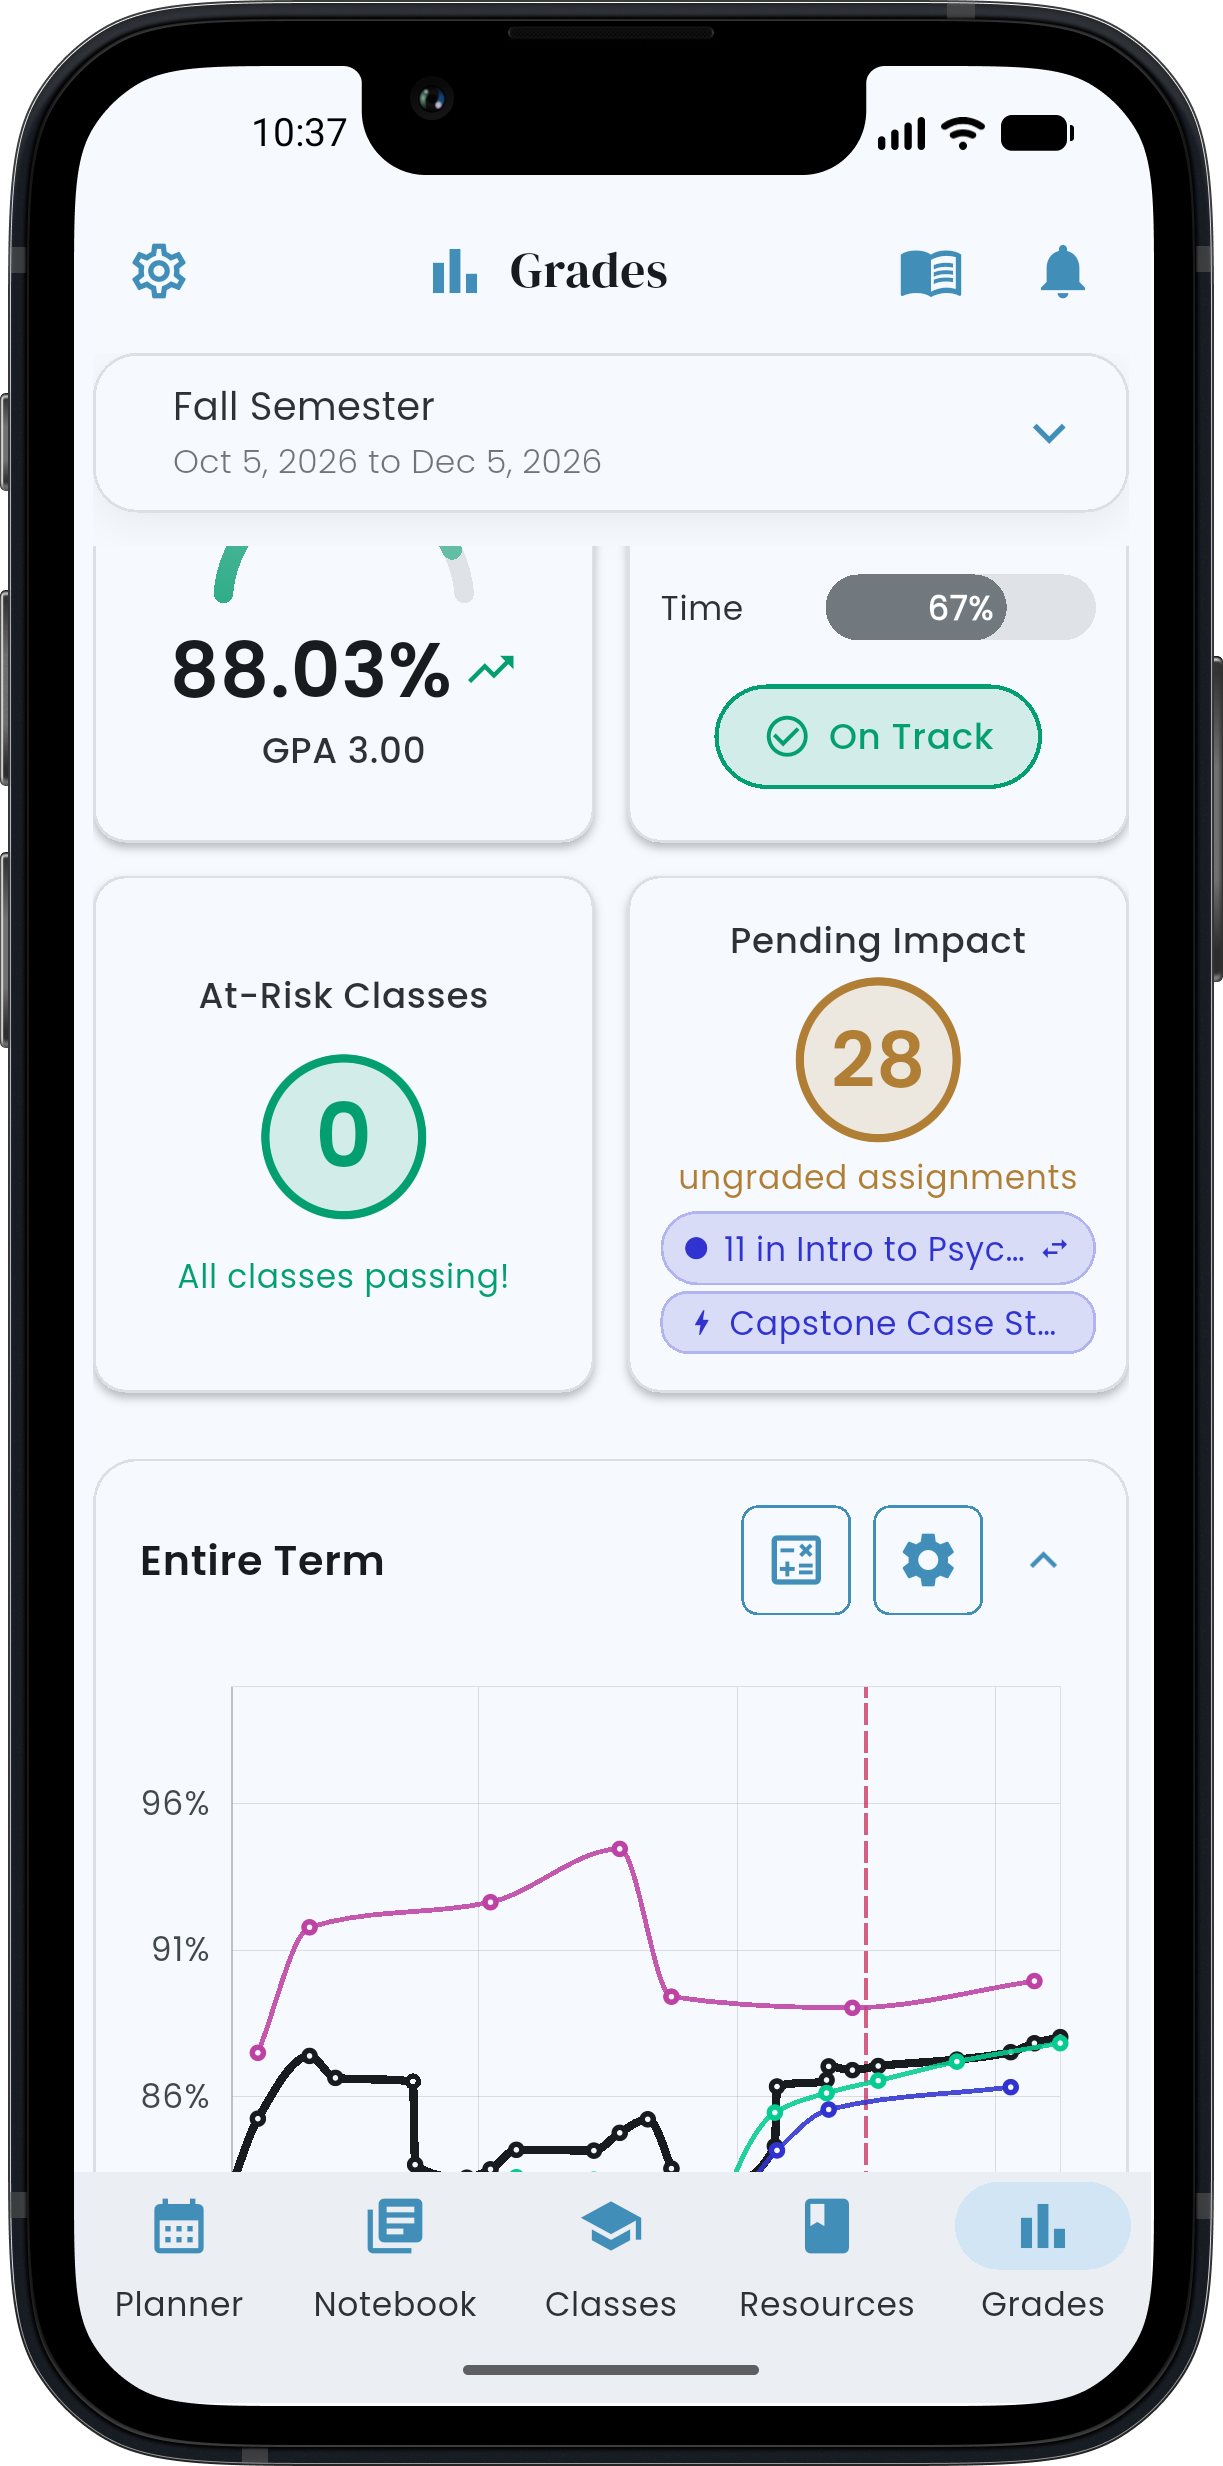 10:37
Grades
Fall Semester
Oct 5, 2026 to Dec 5, 2026
88.03%
GPA 3.00
Time
67%
On Track
At-Risk Classes
0
All classes passing!
Pending Impact
28
ungraded assignments
11 in Intro to Psyc...
Capstone Case St...
Entire Term
96%
91%
86%
Planner
Notebook
Classes
Resources
Grades